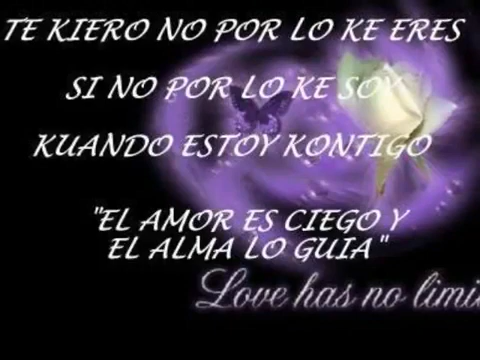 TE KIERO NO POR LO KE ERES
SI NO POR LO KE SOY
KUANDO ESTOY KONTIGO
"EL AMOR ES CIEGO Y
EL ALMA LO GUIA"
Love has no limi